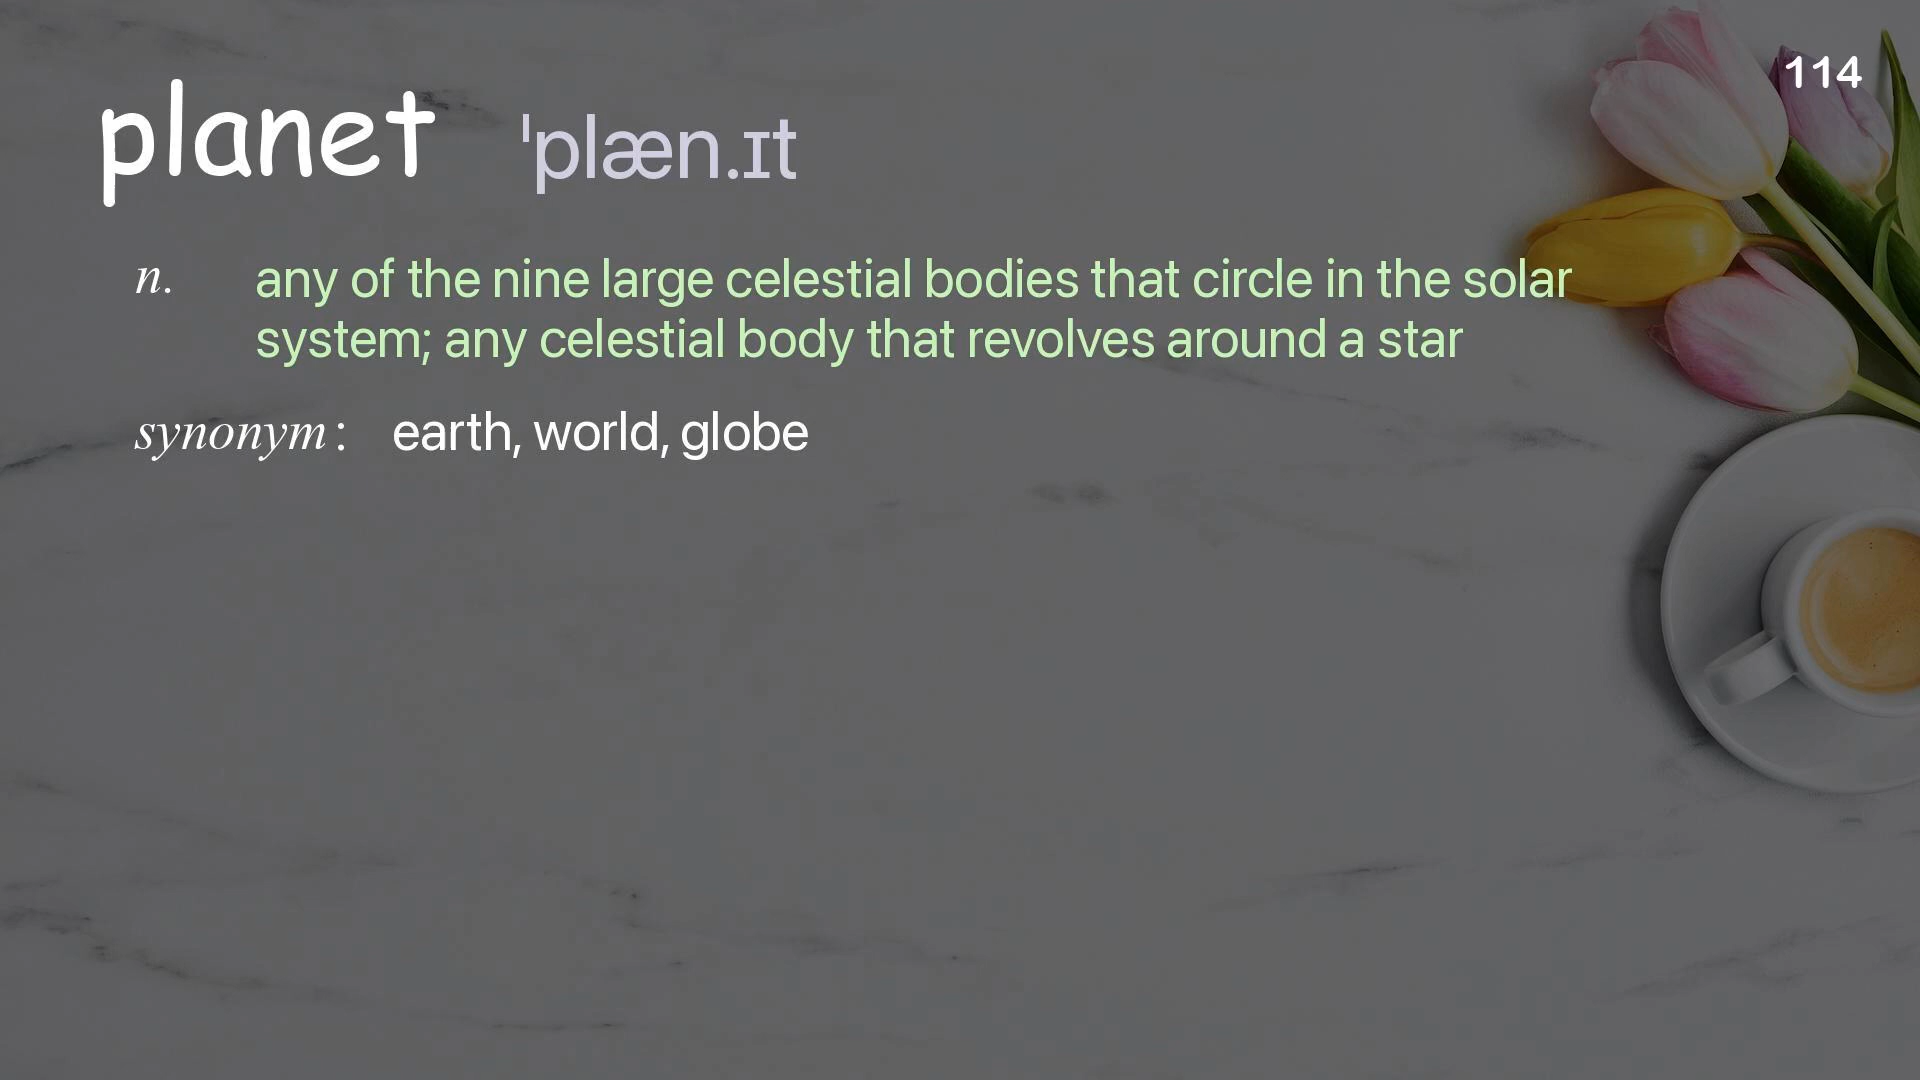 114
planet ˈplæn.ɪt
n. any of the nine large celestial bodies that circle in the solar
system; any celestial body that revolves around a star
synonym: earth, world, globe